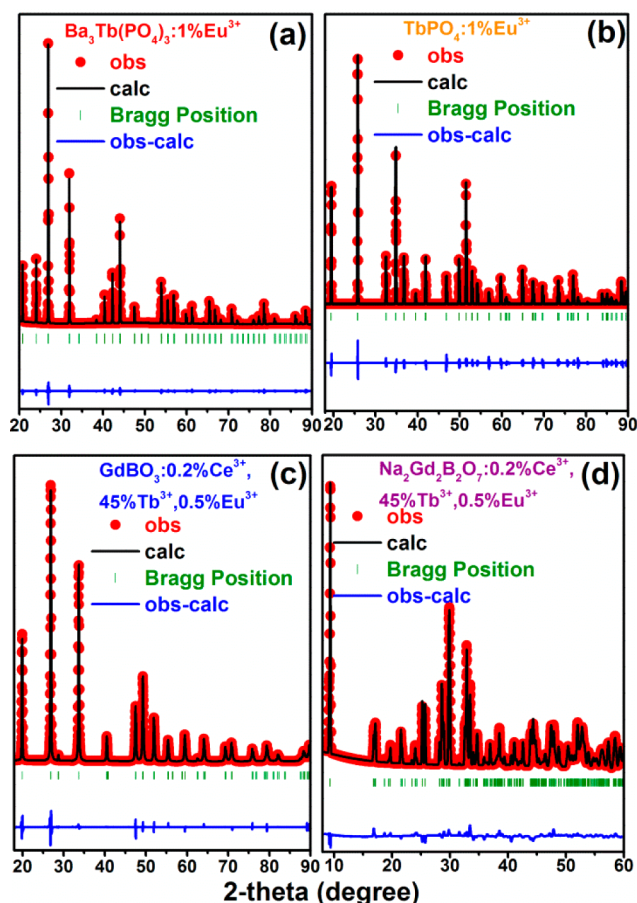 Ba₃Tb(PO₄)₃:1%Eu³⁺ (a)
obs
calc
Bragg Position
obs-calc
20 30 40 50 60 70 80 90
TbPO₄:1%Eu³⁺ (b)
obs
calc
Bragg Position
obs-calc
20 30 40 50 60 70 80 90
GdBO₃:0.2%Ce³⁺, (c)
45%Tb³⁺,0.5%Eu³⁺
obs
calc
Bragg Position
obs-calc
20 30 40 50 60 70 80 90
Na₂Gd₂B₂O₇:0.2%Ce³⁺, (d)
45%Tb³⁺,0.5%Eu³⁺
obs
calc
Bragg Position
obs-calc
10 20 30 40 50 60
2-theta (degree)